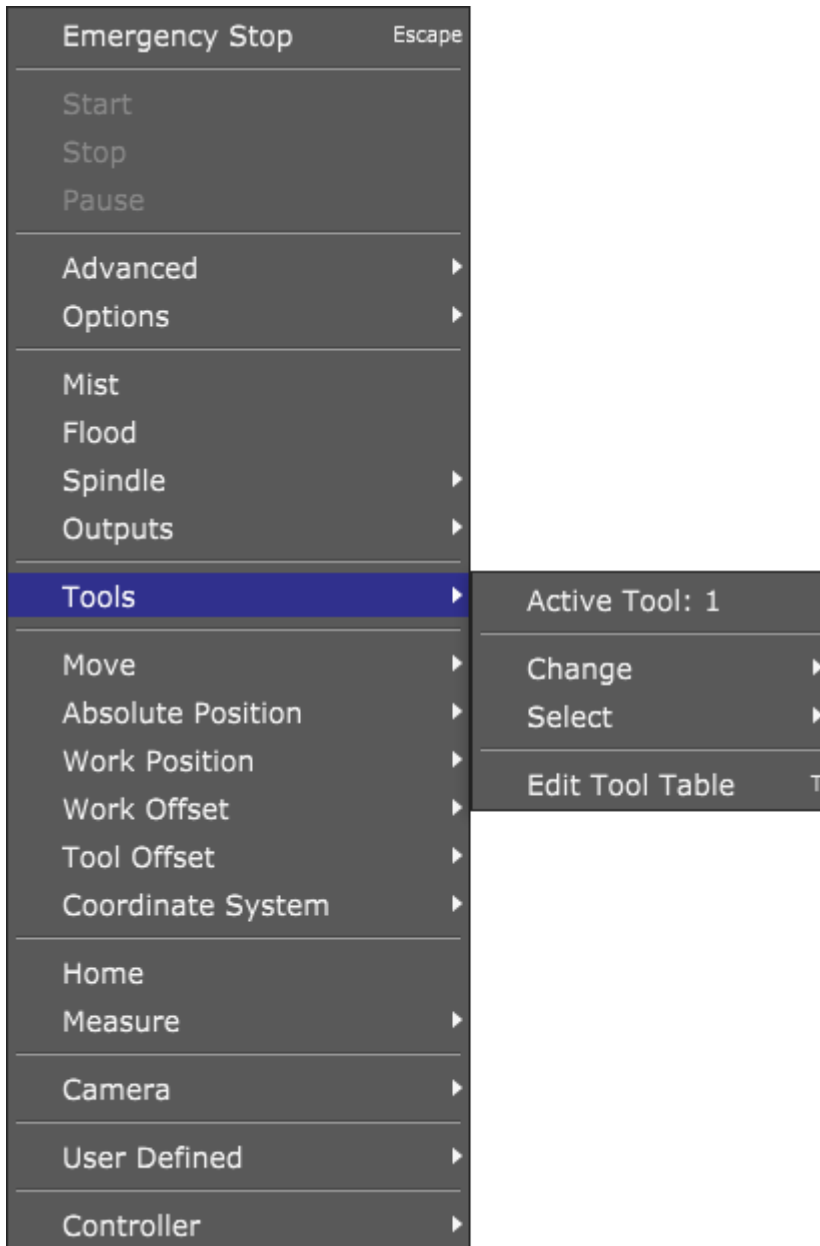 Emergency Stop Escape
Start
Stop
Pause
Advanced
Options
Mist
Flood
Spindle
Outputs
Tools
Active Tool: 1
Change
Select
Edit Tool Table T
Move
Absolute Position
Work Position
Work Offset
Tool Offset
Coordinate System
Home
Measure
Camera
User Defined
Controller